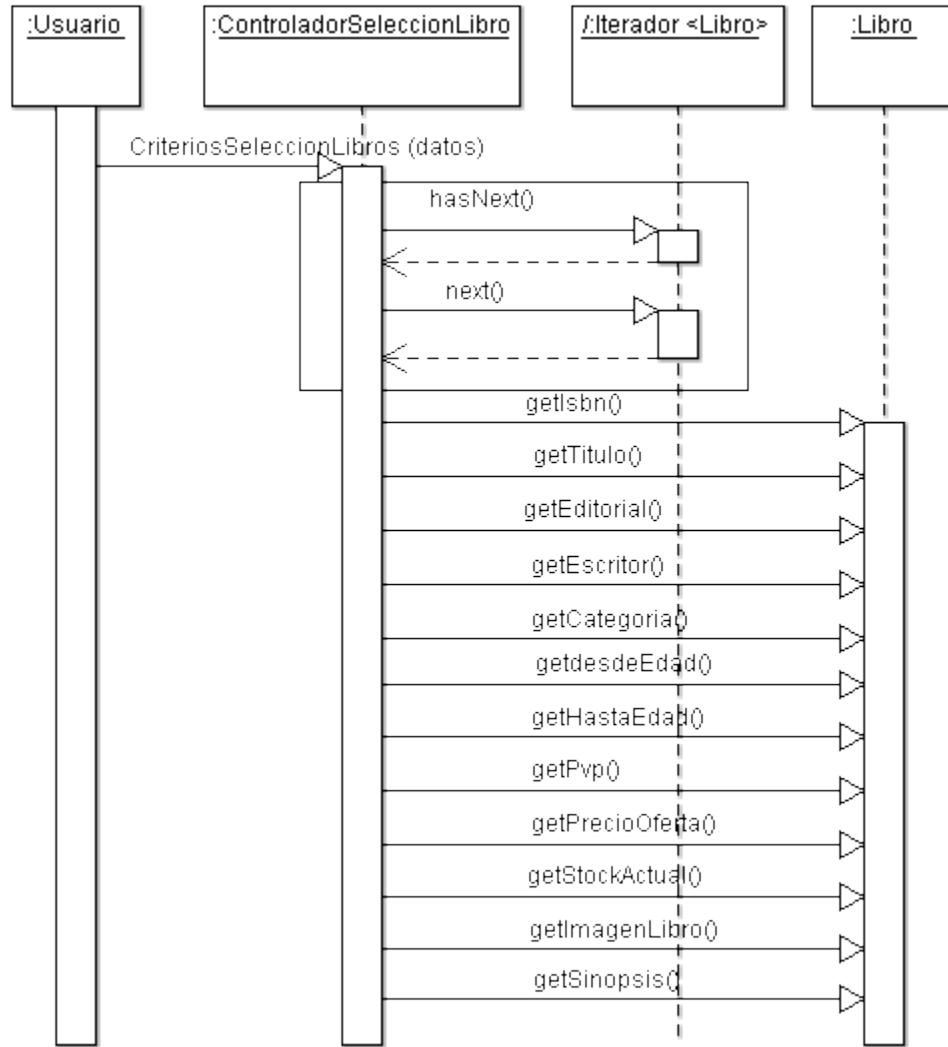 :Usuario
:ControladorSeleccionLibro
/:Iterador <Libro>
:Libro
CriteriosSeleccionLibros (datos)
hasNext()
next()
getIsbn()
getTitulo()
getEditorial()
getEscritor()
getCategoria()
getdesdeEdad()
getHastaEdad()
getPvp()
getPrecioOferta()
getStockActual()
getImagenLibro()
getSinopsis()